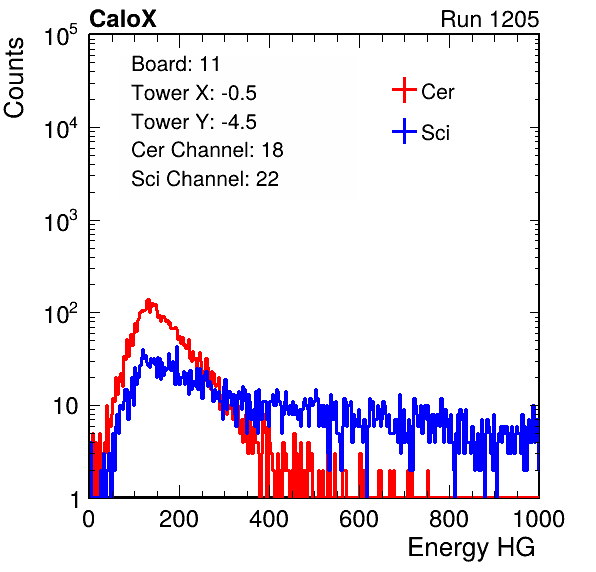 CaloX Run 1205
Counts
10^5
10^4
10^3
10^2
10
1
Board: 11
Tower X: -0.5
Tower Y: -4.5
Cer Channel: 18
Sci Channel: 22
Cer
Sci
0 200 400 600 800 1000
Energy HG